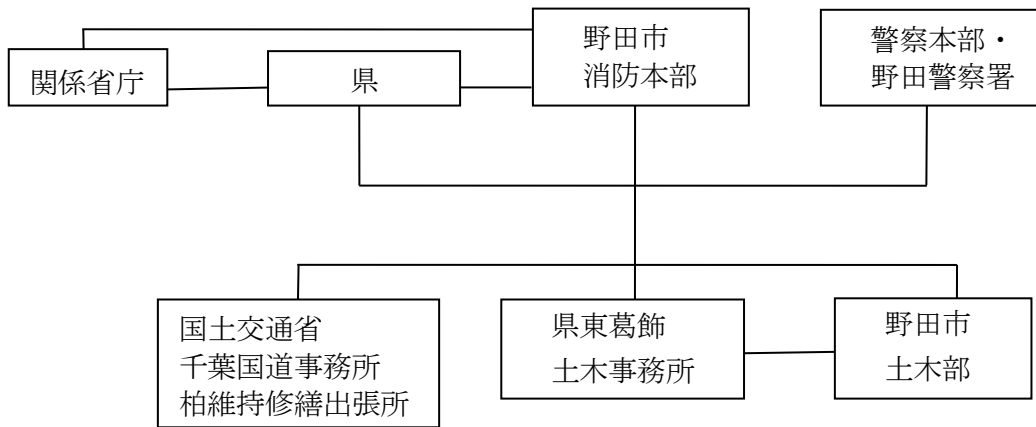 関係省庁
県
野田市
消防本部
警察本部・
野田警察署
国土交通省
千葉国道事務所
柏維持修繕出張所
県東葛飾
土木事務所
野田市
土木部